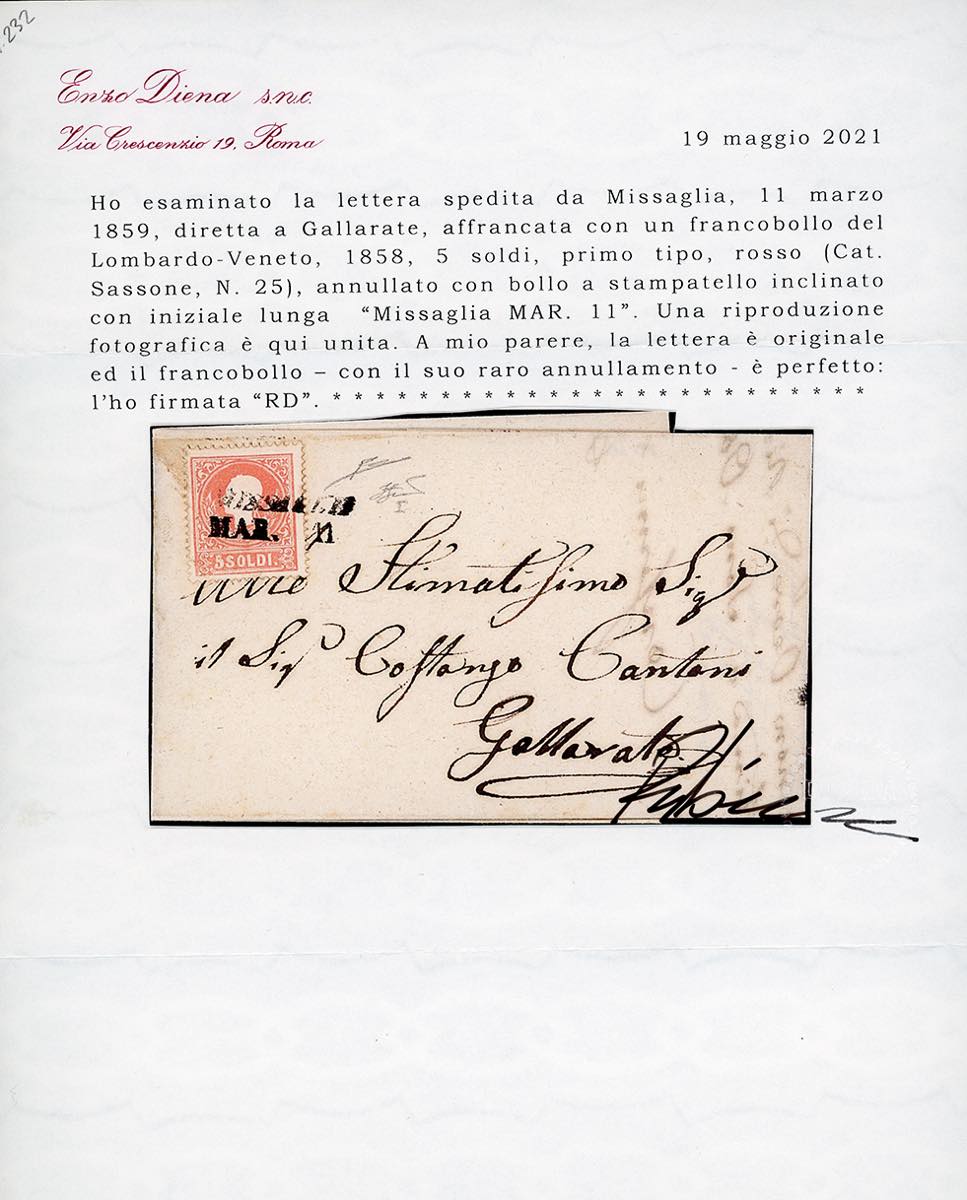 232
Enzo Diena s.n.c.
Via Crescenzio 19, Roma
19 maggio 2021
Ho esaminato la lettera spedita da Missaglia, 11 marzo
1859, diretta a Gallarate, affrancata con un francobollo del
Lombardo-Veneto, 1858, 5 soldi, primo tipo, rosso (Cat.
Sassone, N. 25), annullato con bollo a stampatello inclinato
con iniziale lunga “Missaglia MAR. 11”. Una riproduzione
fotografica è qui unita. A mio parere, la lettera è originale
ed il francobollo – con il suo raro annullamento - è perfetto:
l’ho firmata “RD”. * * * * * * * * * * * * * * * * * * *
MISSAGLIA
MAR. 11
5 SOLDI.
Stimatissimo Sigr
il Sigr Costanzo Cantoni
Gallarate